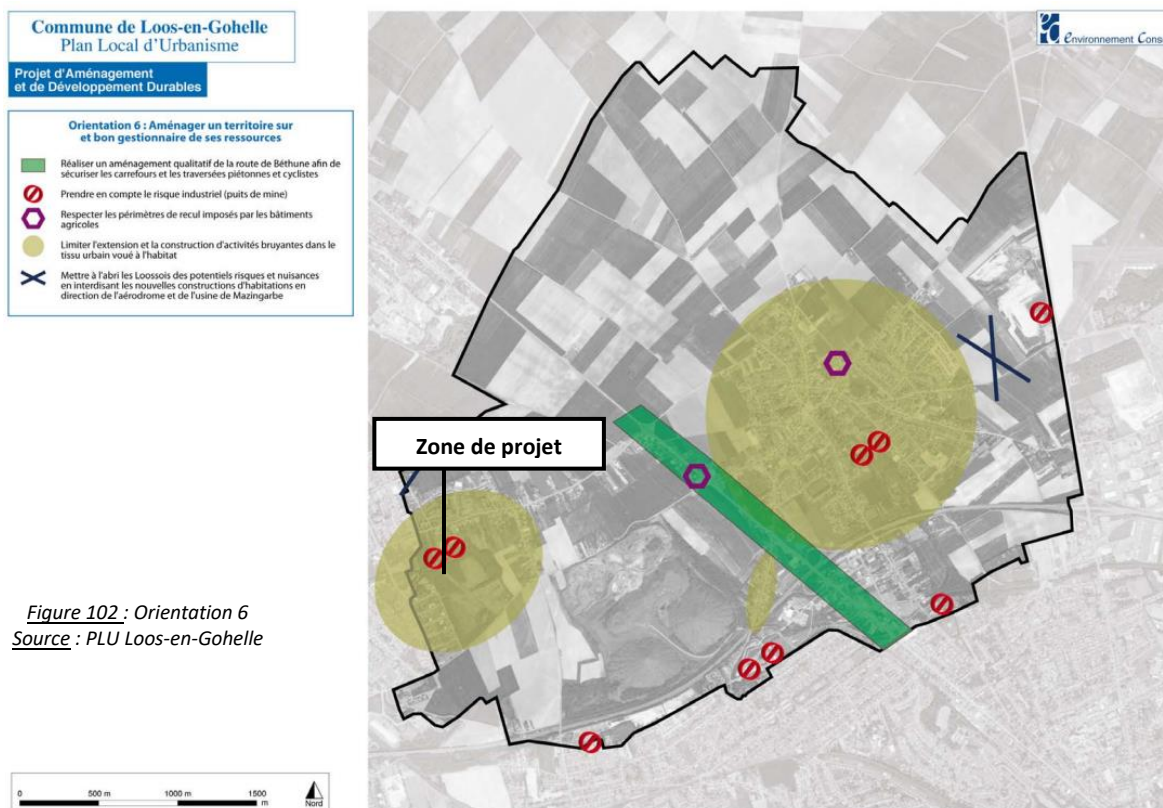 Commune de Loos-en-Gohelle
Plan Local d'Urbanisme
Projet d'Aménagement
et de Développement Durables
Orientation 6 : Aménager un territoire sur
et bon gestionnaire de ses ressources
Réaliser un aménagement qualitatif de la route de Béthune afin de
sécuriser les carrefours et les traversées piétonnes et cyclistes
Prendre en compte le risque industriel (puits de mine)
Respecter les périmètres de recul imposés par les bâtiments
agricoles
Limiter l'extension et la construction d'activités bruyantes dans le
tissu urbain voué à l'habitat
Mettre à l'abri les Loossois des potentiels risques et nuisances
en interdisant les nouvelles constructions d'habitations en
direction de l'aérodrome et de l'usine de Mazingarbe
Environnement Cons
Zone de projet
Figure 102 : Orientation 6
Source : PLU Loos-en-Gohelle
0 500 m 1000 m 1500 m
Nord